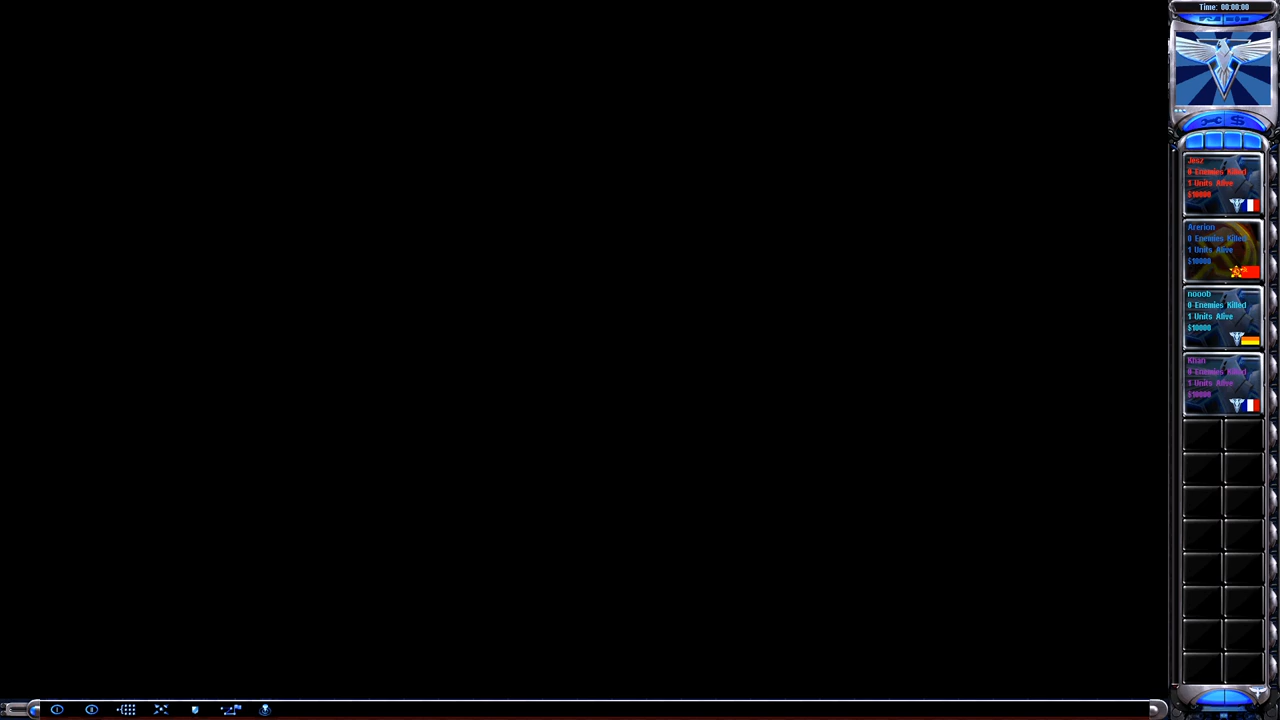 Time: 00:00:00
Jesz
0 Enemies Killed
1 Units Alive
$10000
Arerion
0 Enemies Killed
1 Units Alive
$10000
nooob
0 Enemies Killed
1 Units Alive
$10000
Khan
0 Enemies Killed
1 Units Alive
$10000